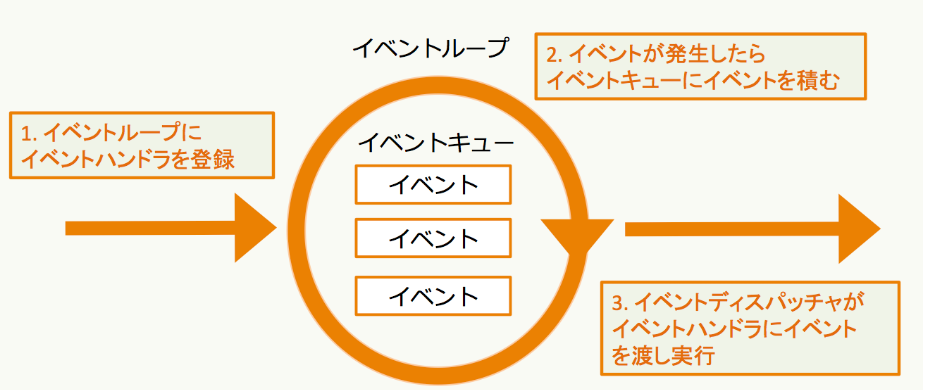 イベントループ
1. イベントループに
イベントハンドラを登録
2. イベントが発生したら
イベントキューにイベントを積む
イベントキュー
イベント
イベント
イベント
3. イベントディスパッチャが
イベントハンドラにイベント
を渡し実行